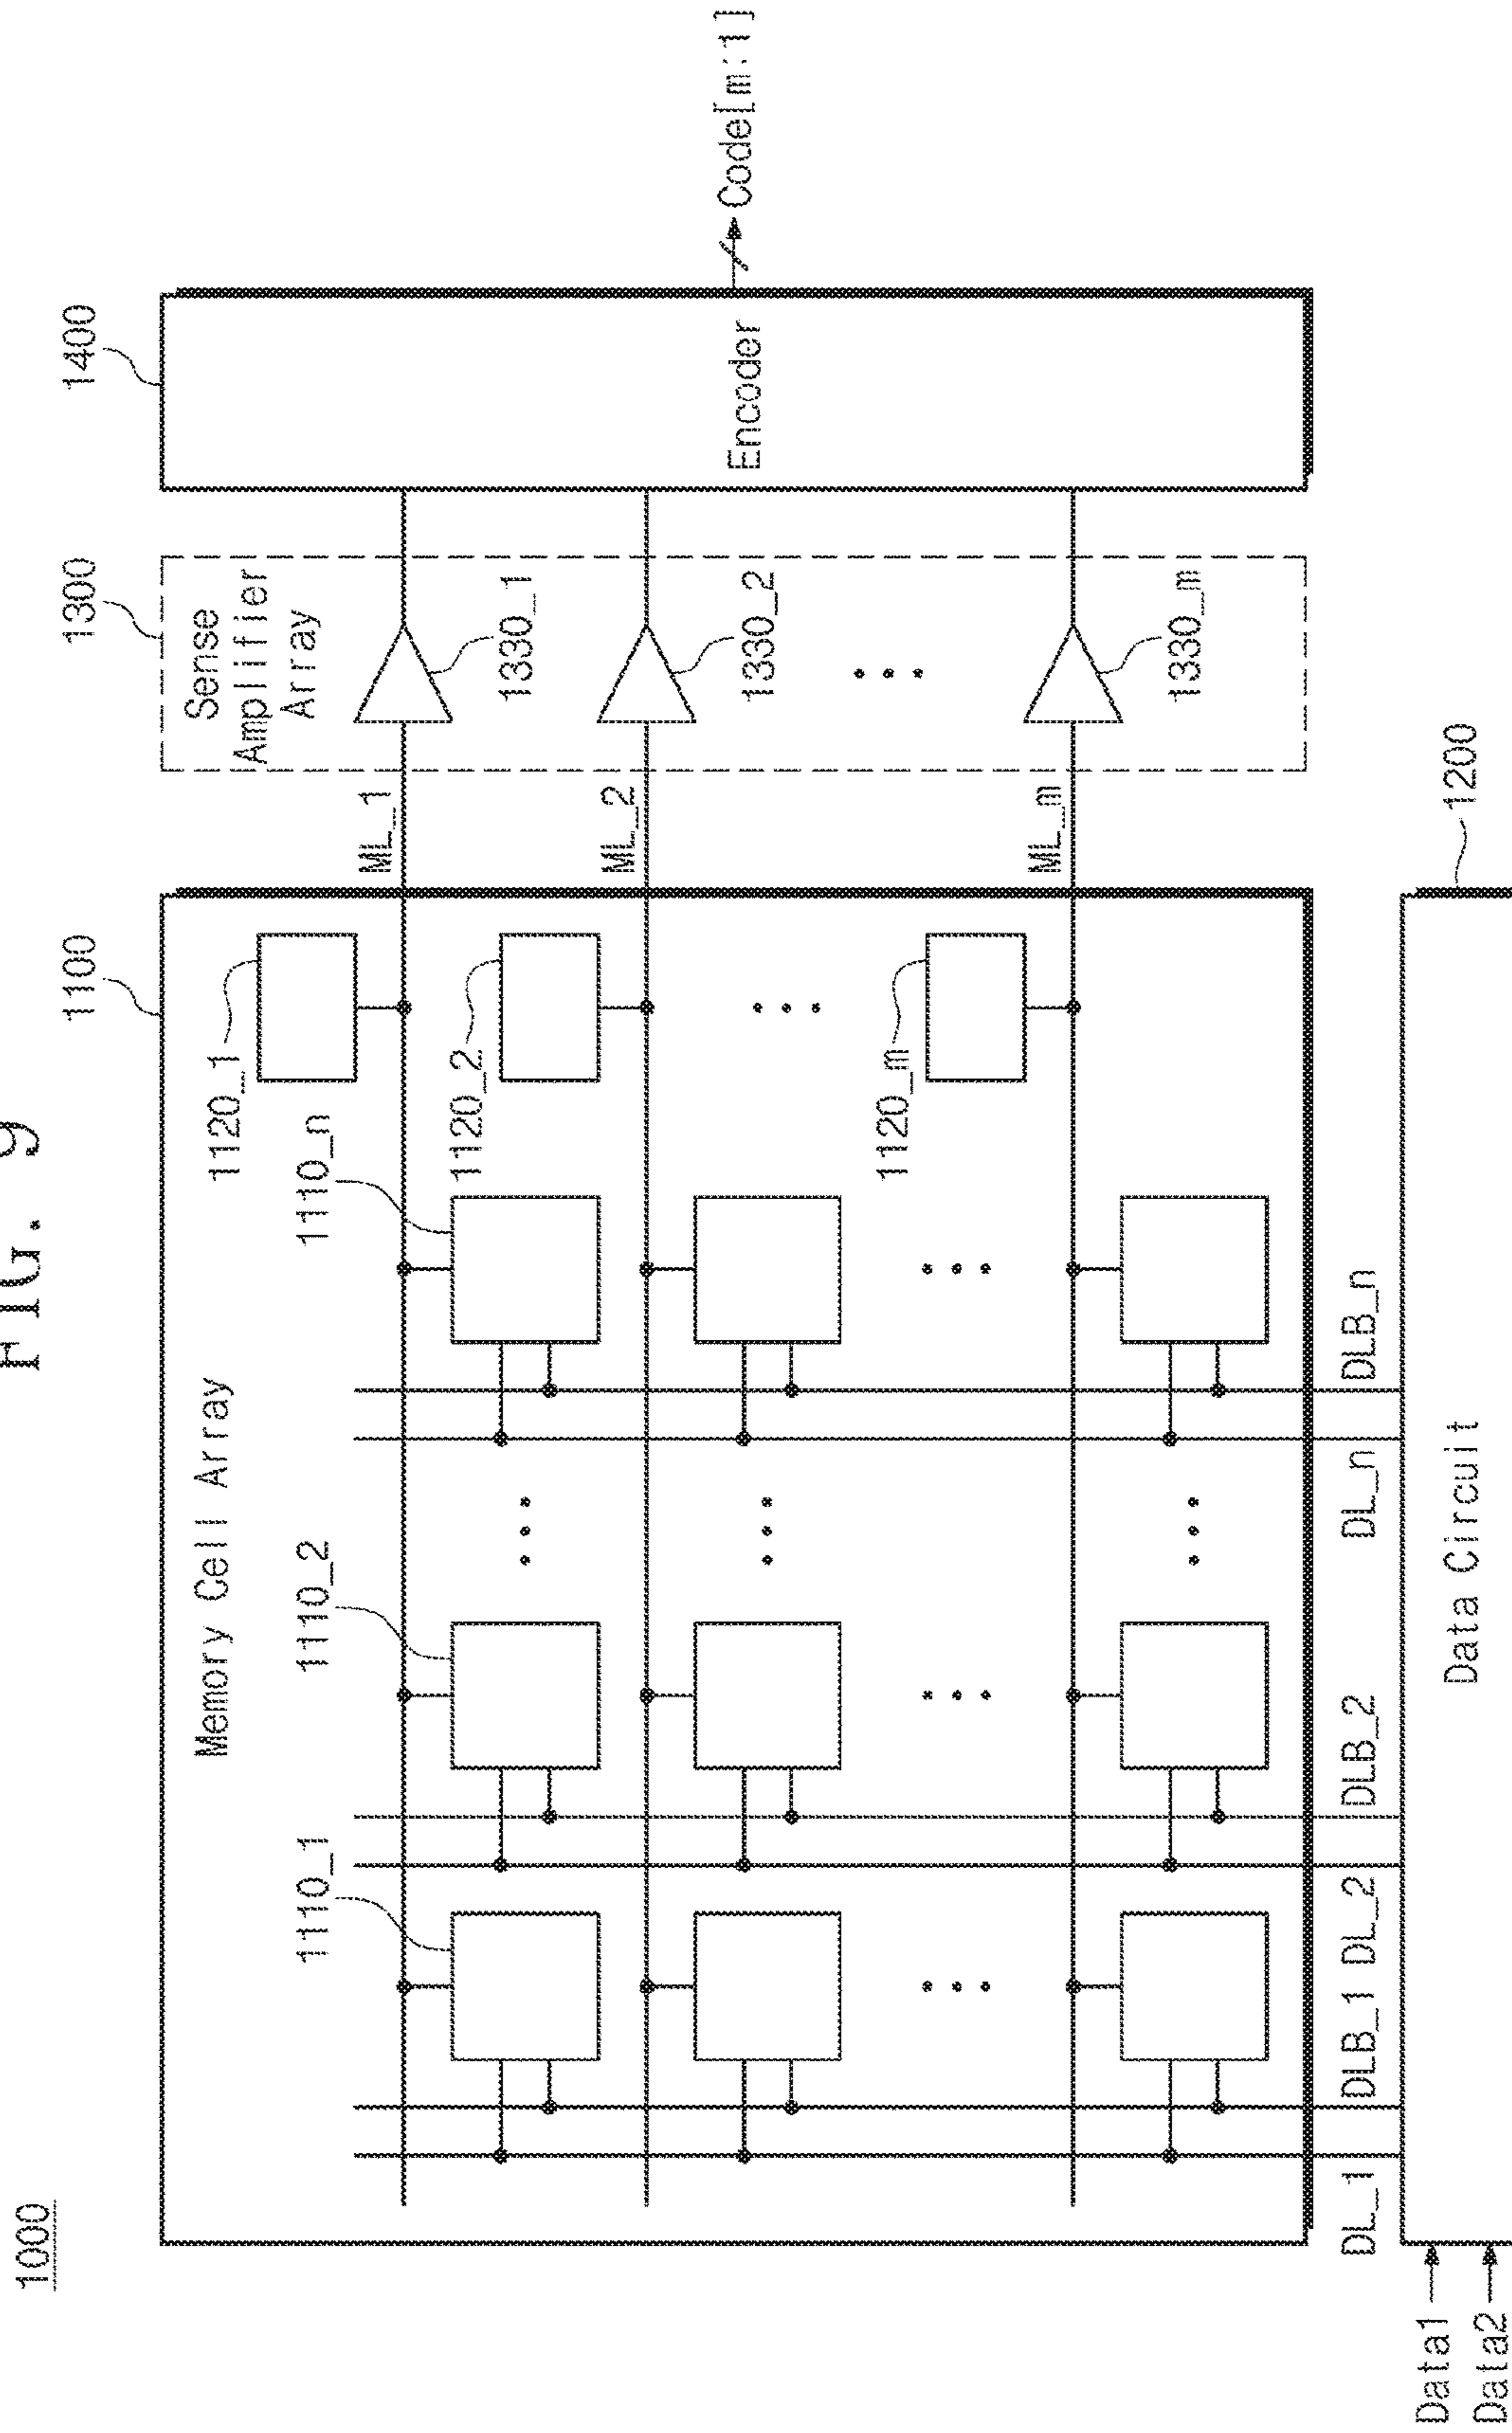 FIG. 9
1000
1100
1300
1400
Memory Cell Array
1120_1
Sense
Amplifier
Array
1110_1
1110_2
1110_n
ML_1
1330_1
1120_2
ML_2
1330_2
Encoder
Code[m:1]
1120_m
ML_m
1330_m
DL_1
DLB_1
DL_2
DLB_2
DL_n
DLB_n
1200
Data1
Data2
Data Circuit